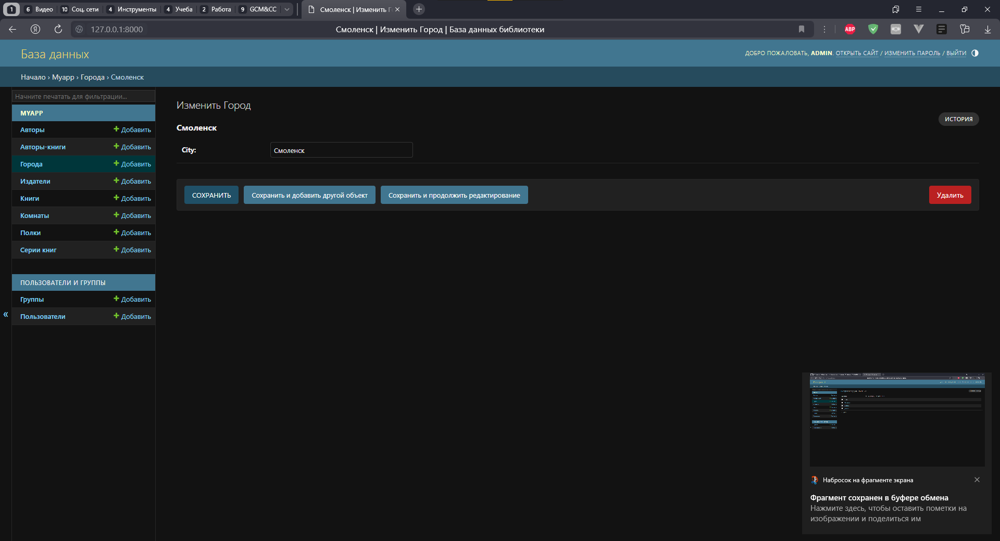 1 6 Видео 10 Соц. сети 4 Инструменты 4 Учеба 2 Работа 9 GCM&CC Смоленск | Изменить Г
127.0.0.1:8000 Смоленск | Изменить Город | База данных библиотеки ABP
База данных ДОБРО ПОЖАЛОВАТЬ, ADMIN. ОТКРЫТЬ САЙТ / ИЗМЕНИТЬ ПАРОЛЬ / ВЫЙТИ
Начало › Myapp › Города › Смоленск
Начните печатать для фильтрации...
MYAPP
Авторы Добавить
Авторы-книги Добавить
Города Добавить
Издатели Добавить
Книги Добавить
Комнаты Добавить
Полки Добавить
Серии книг Добавить
ПОЛЬЗОВАТЕЛИ И ГРУППЫ
Группы Добавить
Пользователи Добавить
«
Изменить Город
ИСТОРИЯ
Смоленск
City: Смоленск
СОХРАНИТЬ Сохранить и добавить другой объект Сохранить и продолжить редактирование Удалить
Набросок на фрагменте экрана
Фрагмент сохранен в буфере обмена
Нажмите здесь, чтобы оставить пометки на
изображении и поделиться им